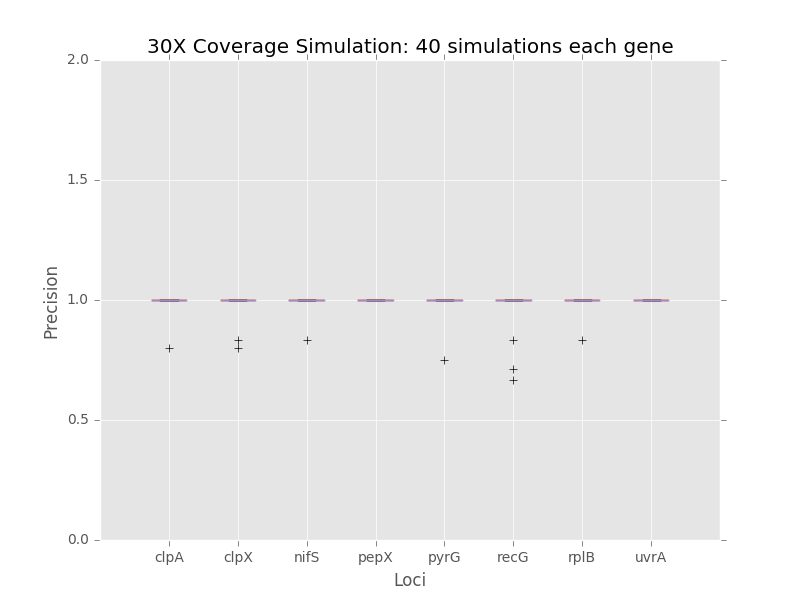 30X Coverage Simulation: 40 simulations each gene
2.0
1.5
1.0
0.5
0.0
Precision
clpA clpX nifS pepX pyrG recG rplB uvrA
Loci